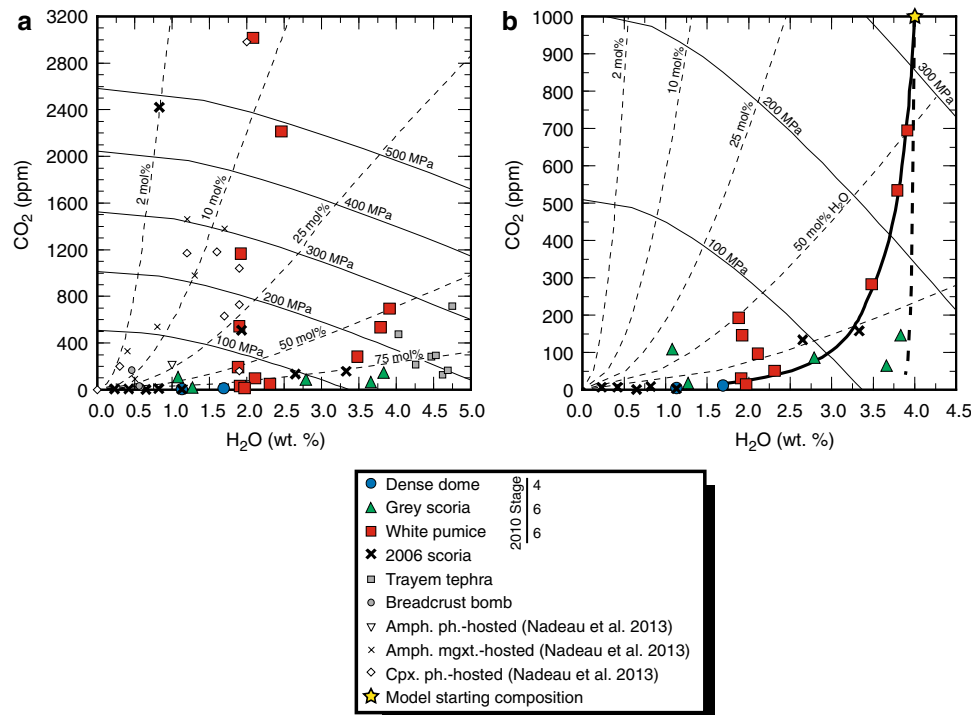 a
b
3200
2800
2400
2000
1600
1200
800
400
0
CO2 (ppm)
2 mol%
10 mol%
25 mol%
50 mol%
75 mol%
500 MPa
400 MPa
300 MPa
200 MPa
100 MPa
0.0 0.5 1.0 1.5 2.0 2.5 3.0 3.5 4.0 4.5 5.0
H2O (wt. %)
1000
900
800
700
600
500
400
300
200
100
0
CO2 (ppm)
2 mol%
10 mol%
25 mol%
50 mol% H2O
300 MPa
200 MPa
100 MPa
0.0 0.5 1.0 1.5 2.0 2.5 3.0 3.5 4.0 4.5
H2O (wt. %)
Dense dome 4
Grey scoria 6
White pumice 6
2010 Stage
2006 scoria
Trayem tephra
Breadcrust bomb
Amph. ph.-hosted (Nadeau et al. 2013)
Amph. mgxt.-hosted (Nadeau et al. 2013)
Cpx. ph.-hosted (Nadeau et al. 2013)
Model starting composition